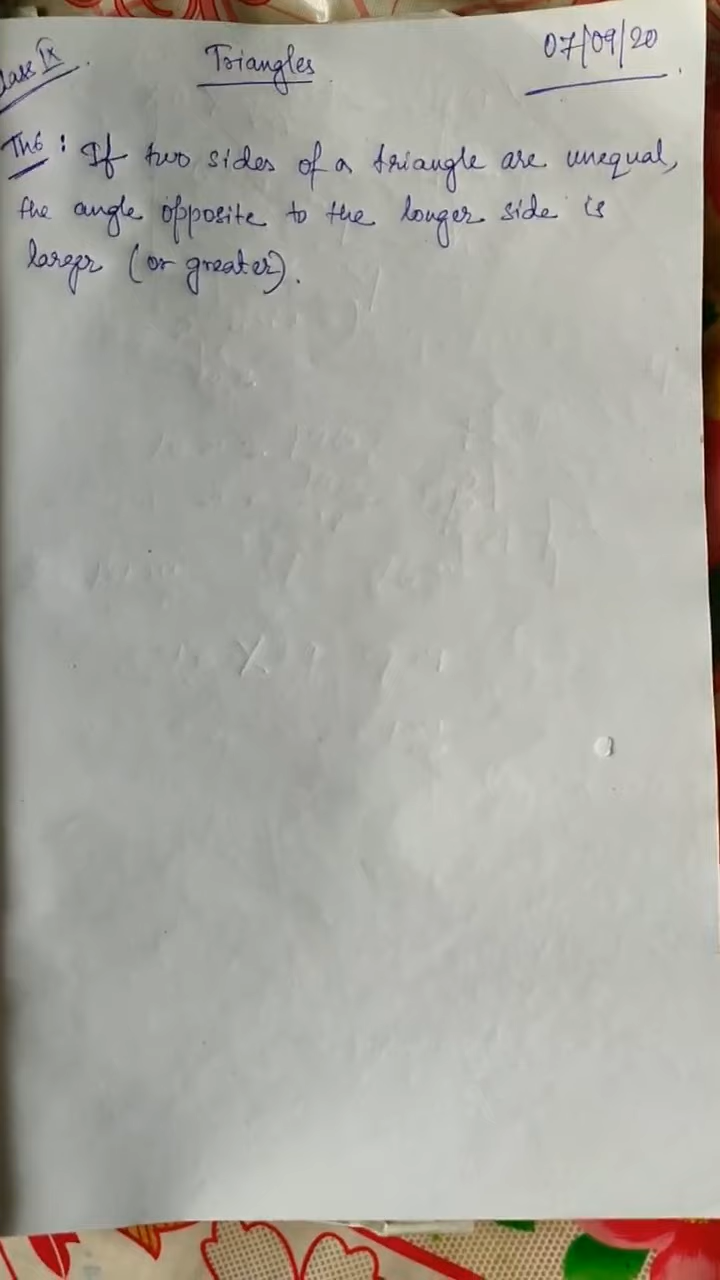 Class IX.
Triangles
07/09/20
Th6: If two sides of a triangle are unequal,
the angle opposite to the longer side is
larger (or greater).